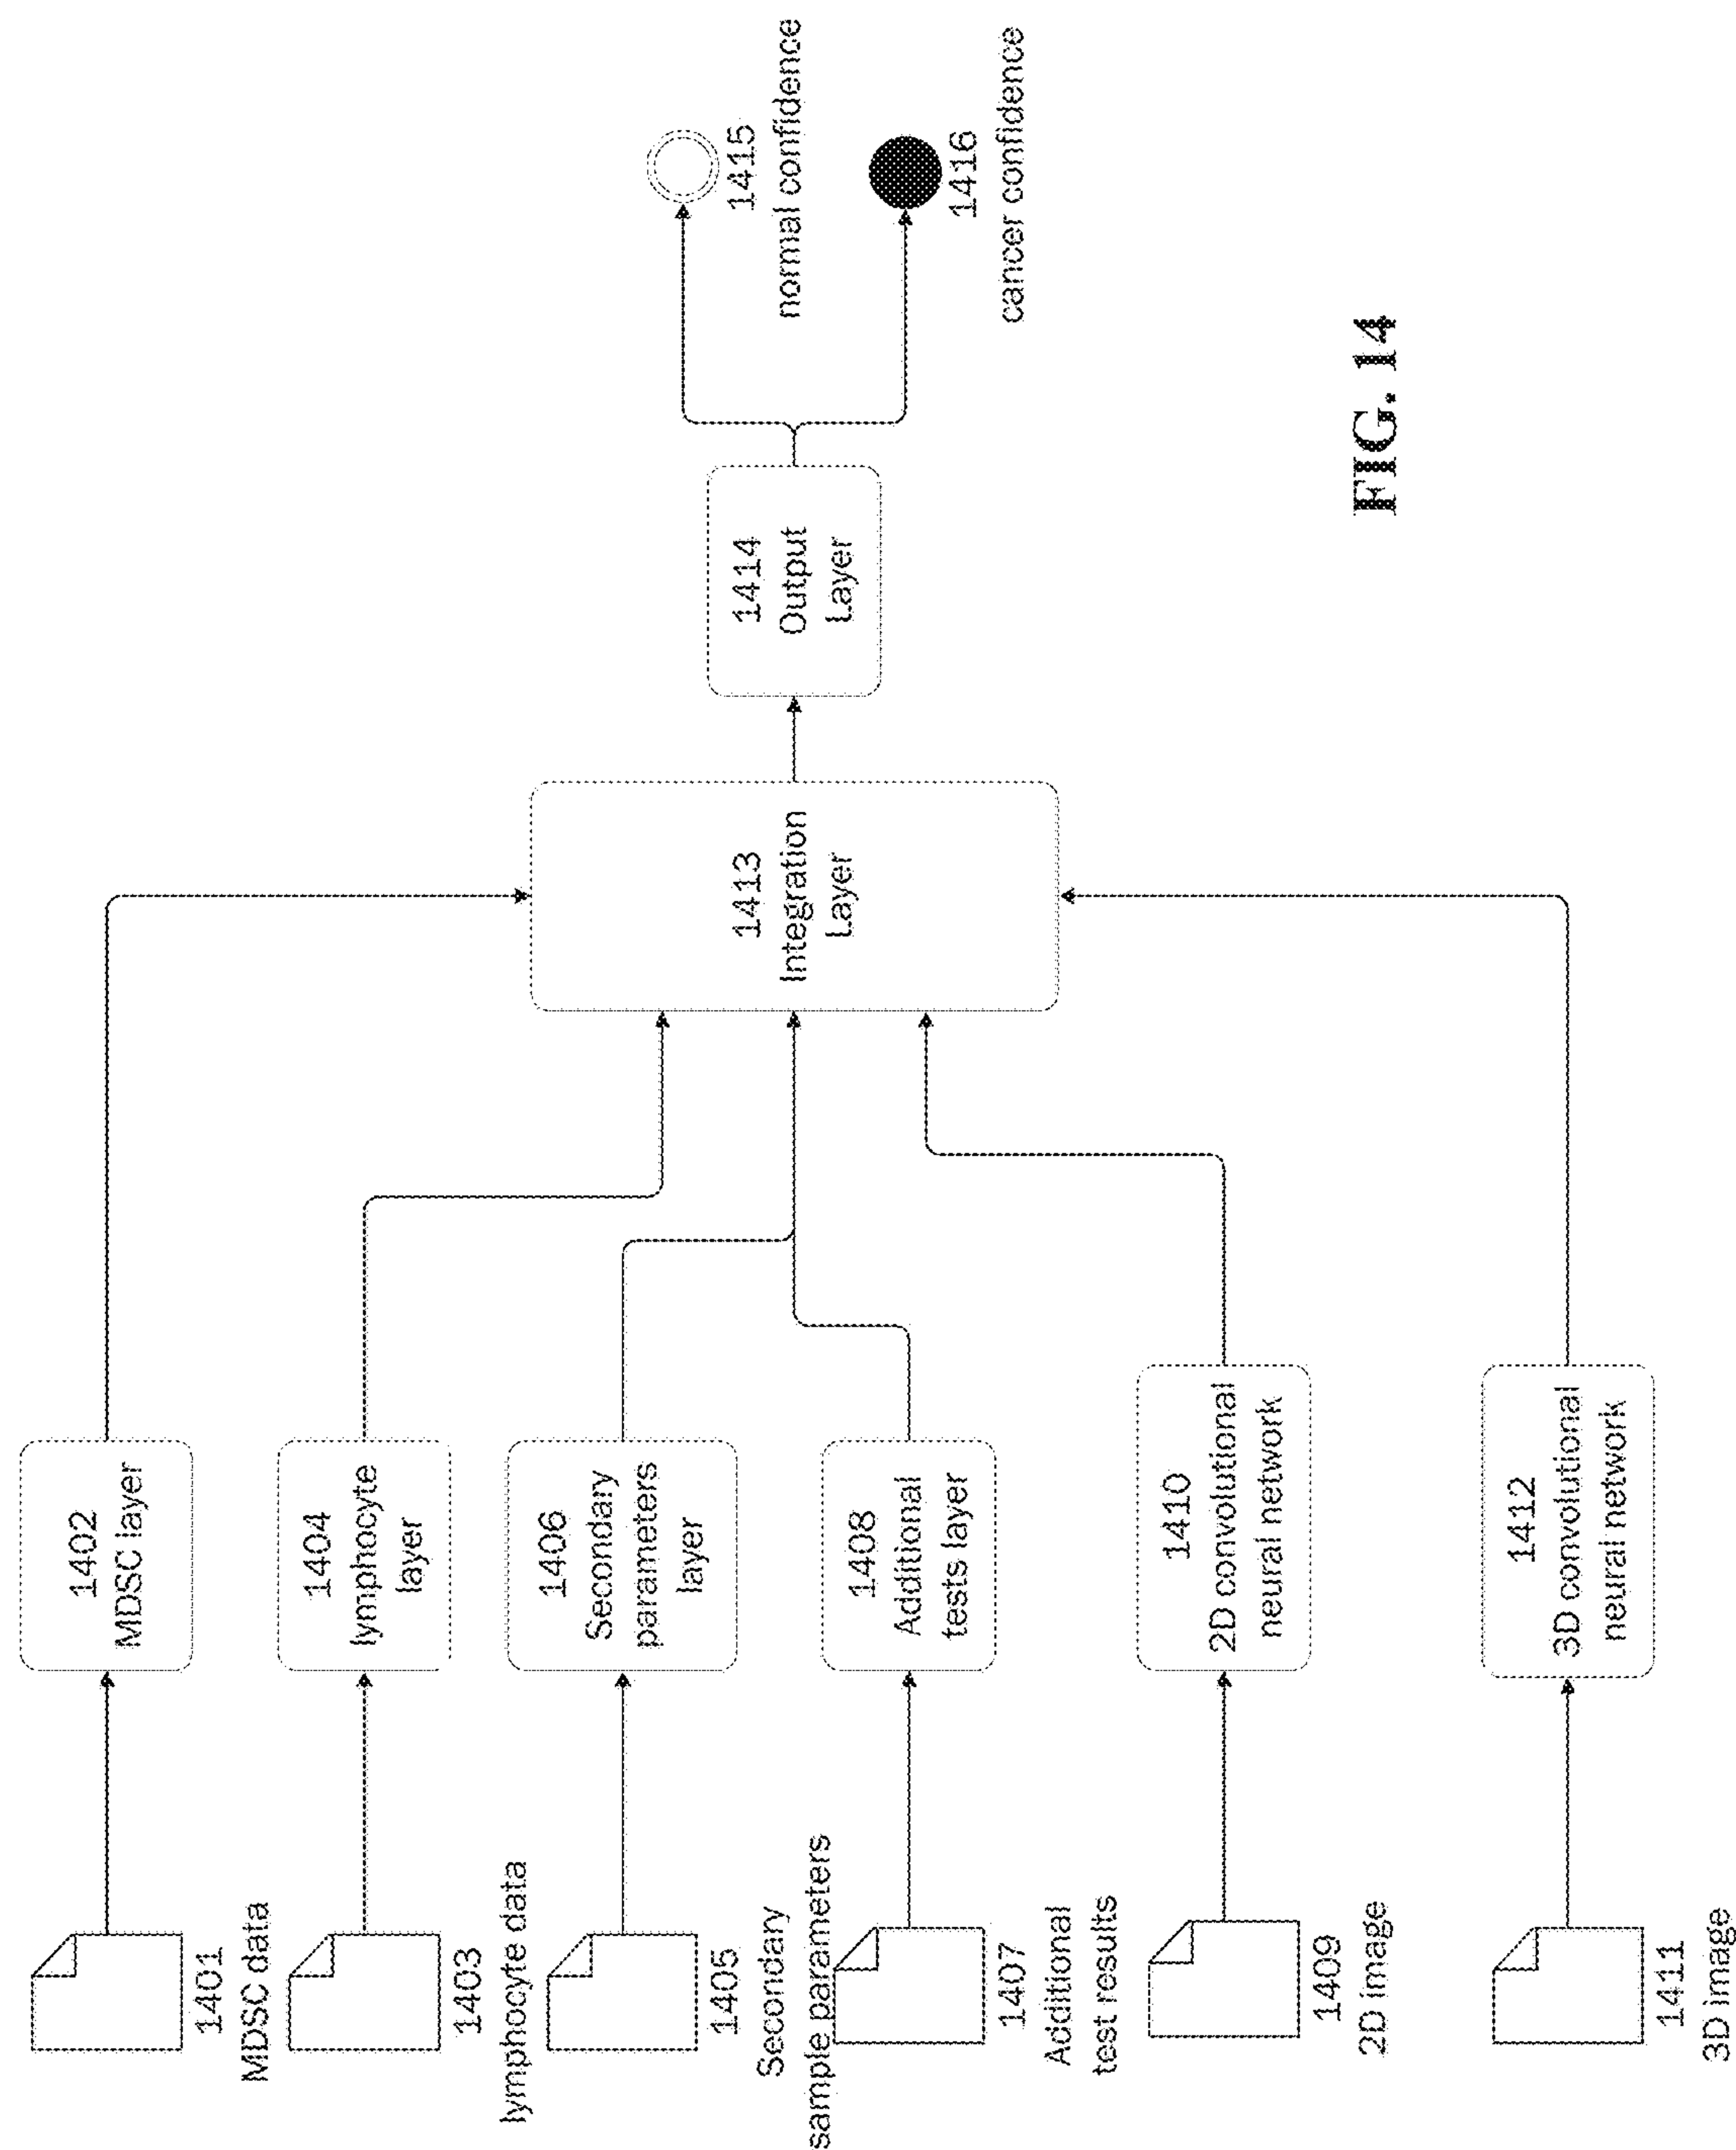 1401
MDSC data
1402
MDSC layer
1403
lymphocyte data
1404
lymphocyte
layer
1405
Secondary
sample parameters
1406
Secondary
parameters
layer
1407
Additional
test results
1408
Additional
tests layer
1409
2D image
1410
2D convolutional
neural network
1411
3D image
1412
3D convolutional
neural network
1413
Integration
Layer
1414
Output
Layer
1415
normal confidence
1416
cancer confidence
FIG. 14